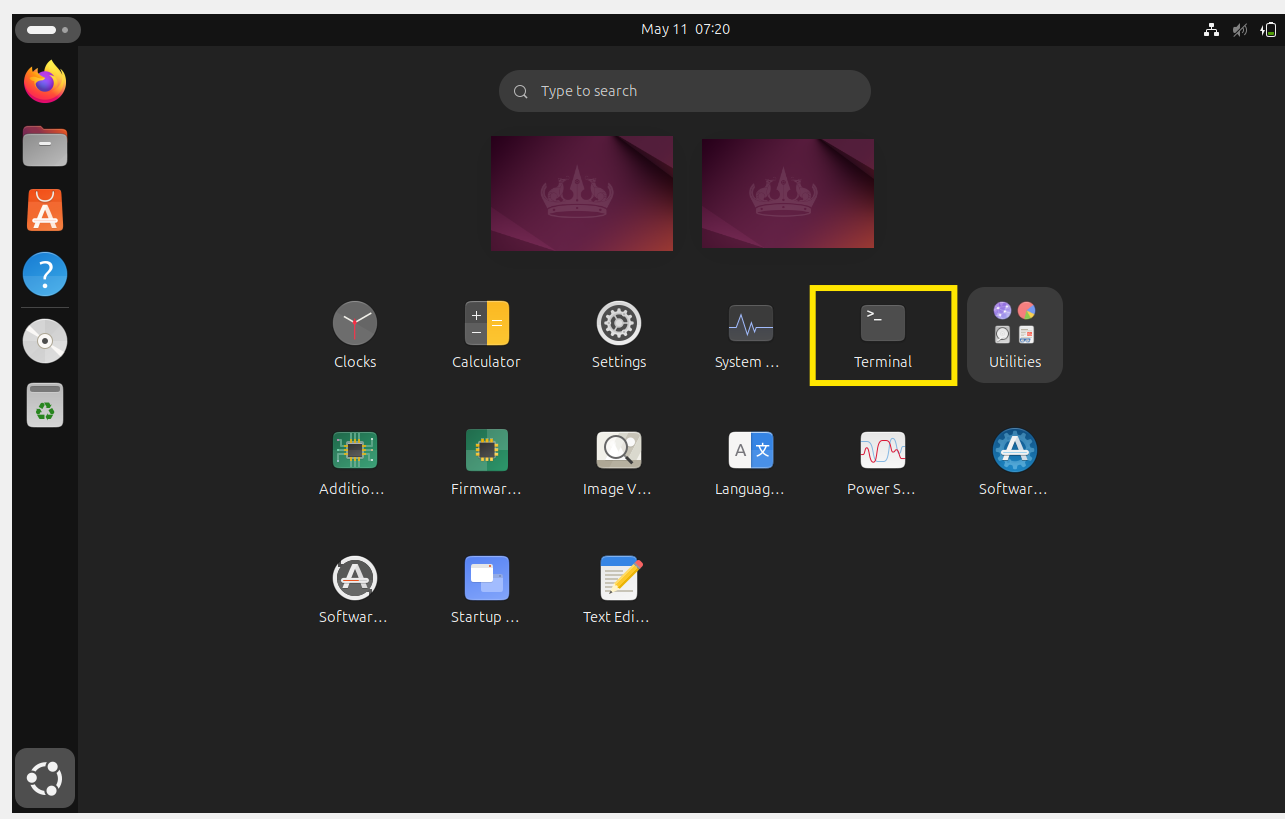 May 11 07:20
Type to search
Clocks
Calculator
Settings
System ...
>_
Terminal
Utilities
Additio...
Firmwar...
Image V...
A 文
Languag...
Power S...
Softwar...
Softwar...
Startup ...
Text Edi...